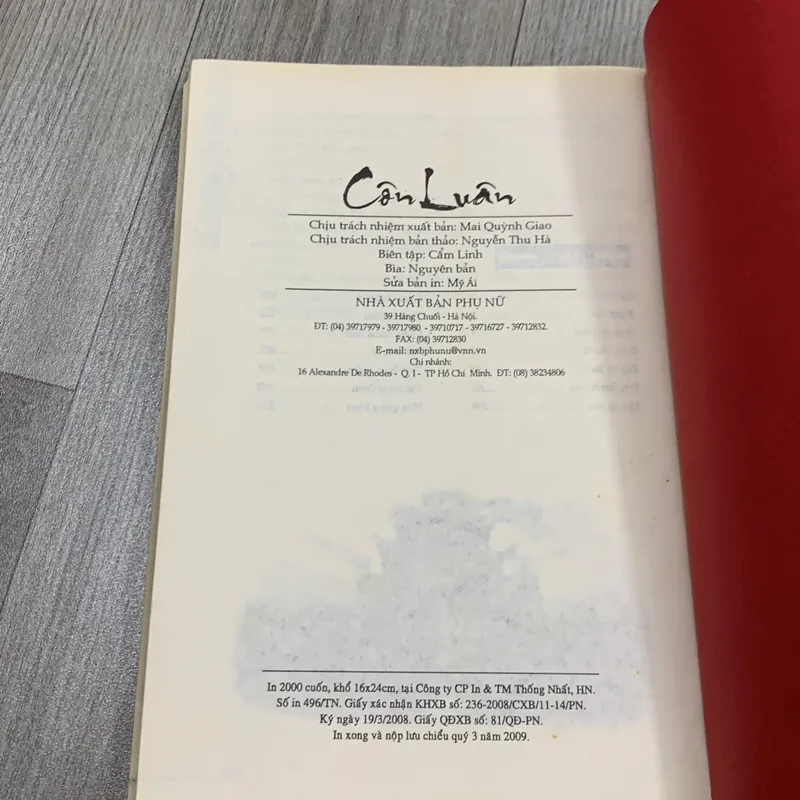 Côn Luân
Chịu trách nhiệm xuất bản: Mai Quỳnh Giao
Chịu trách nhiệm bản thảo: Nguyễn Thu Hà
Biên tập: Cẩm Linh
Bìa: Nguyên bản
Sửa bản in: Mỹ Ái
NHÀ XUẤT BẢN PHỤ NỮ
39 Hàng Chuối - Hà Nội.
ĐT: (04) 39717979 - 39717980 - 39710717 - 39716727 - 39712832.
FAX: (04) 39712830
E-mail: nxbphunu@vnn.vn
Chi nhánh:
16 Alexandre De Rhodes - Q. I - TP Hồ Chí Minh. ĐT: (08) 38234806
In 2000 cuốn, khổ 16x24cm, tại Công ty CP In & TM Thống Nhất, HN.
Số in 496/TN. Giấy xác nhận KHXB số: 236-2008/CXB/11-14/PN.
Ký ngày 19/3/2008. Giấy QĐXB số: 81/QĐ-PN.
In xong và nộp lưu chiểu quý 3 năm 2009.